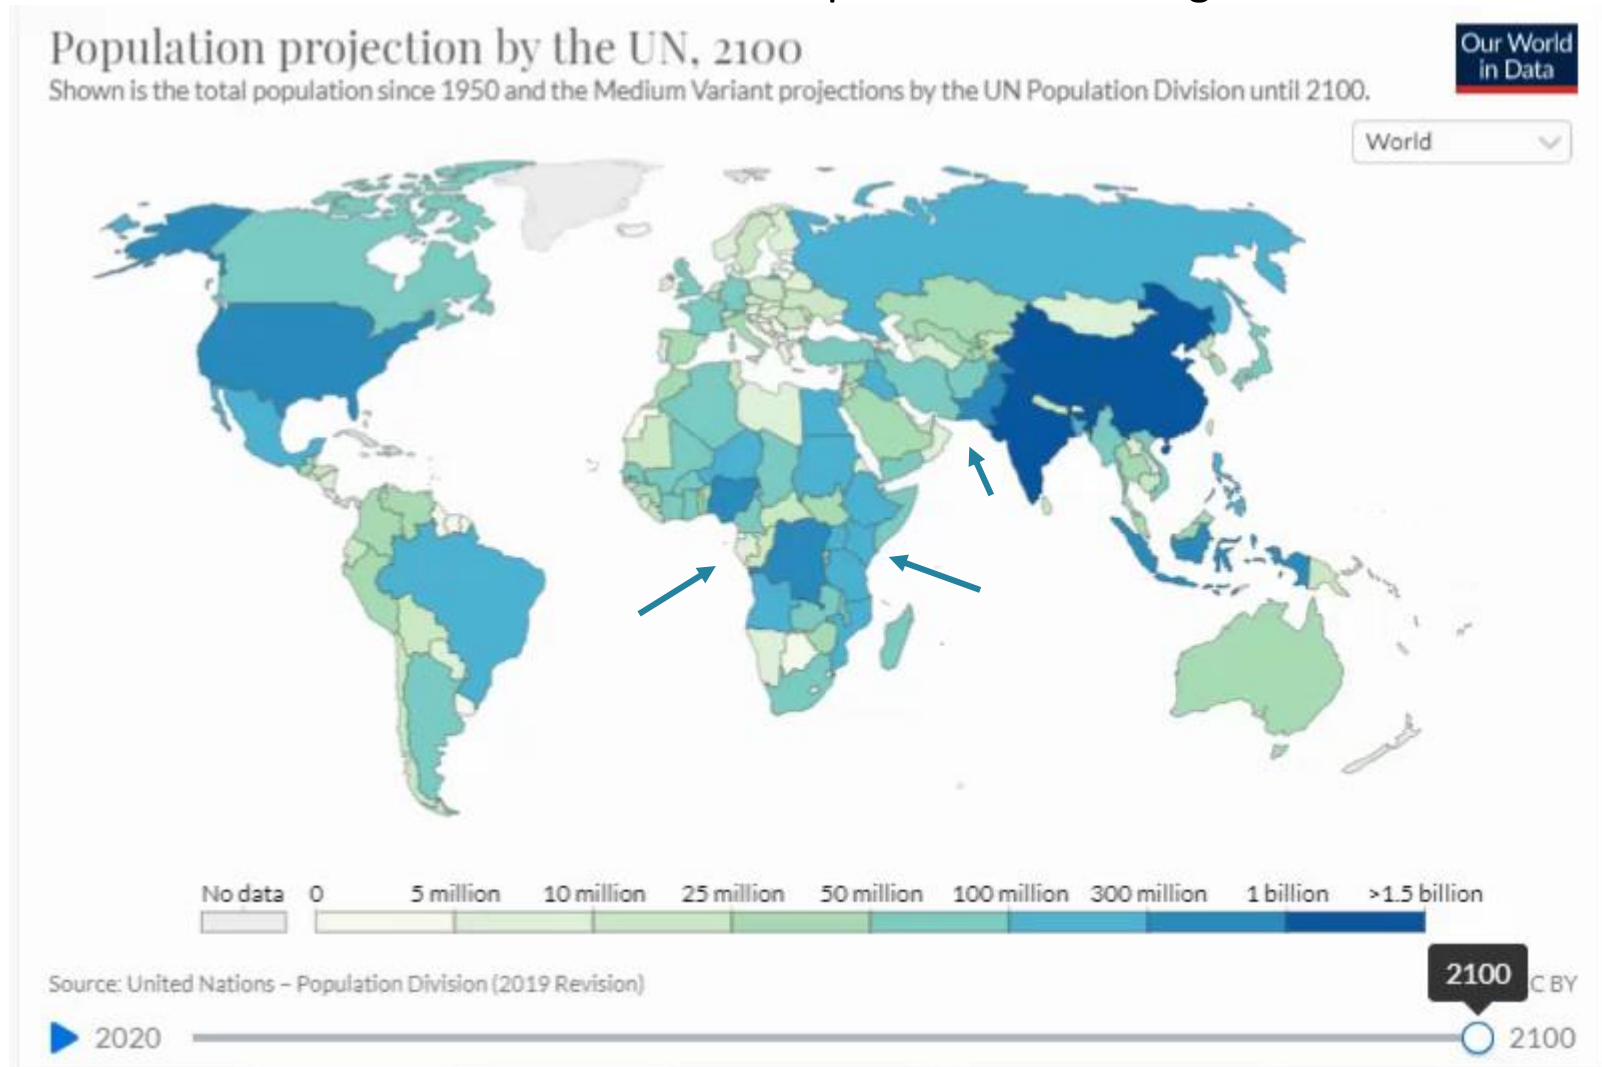 Population projection by the UN, 2100
Our World
in Data
Shown is the total population since 1950 and the Medium Variant projections by the UN Population Division until 2100.
World
No data 0 5 million 10 million 25 million 50 million 100 million 300 million 1 billion >1.5 billion
2100
Source: United Nations – Population Division (2019 Revision) C BY
2020 2100